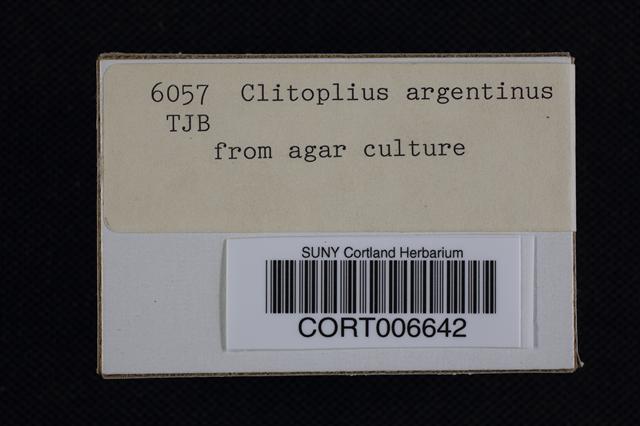 6057 Clitoplius argentinus
TJB
from agar culture
SUNY Cortland Herbarium
CORT006642